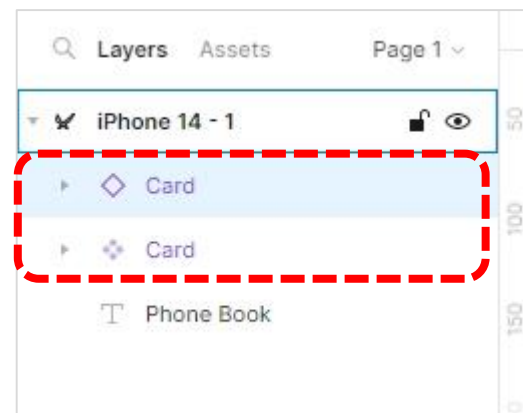 Layers Assets Page 1
iPhone 14 - 1
Card
Card
Phone Book
50
100
150